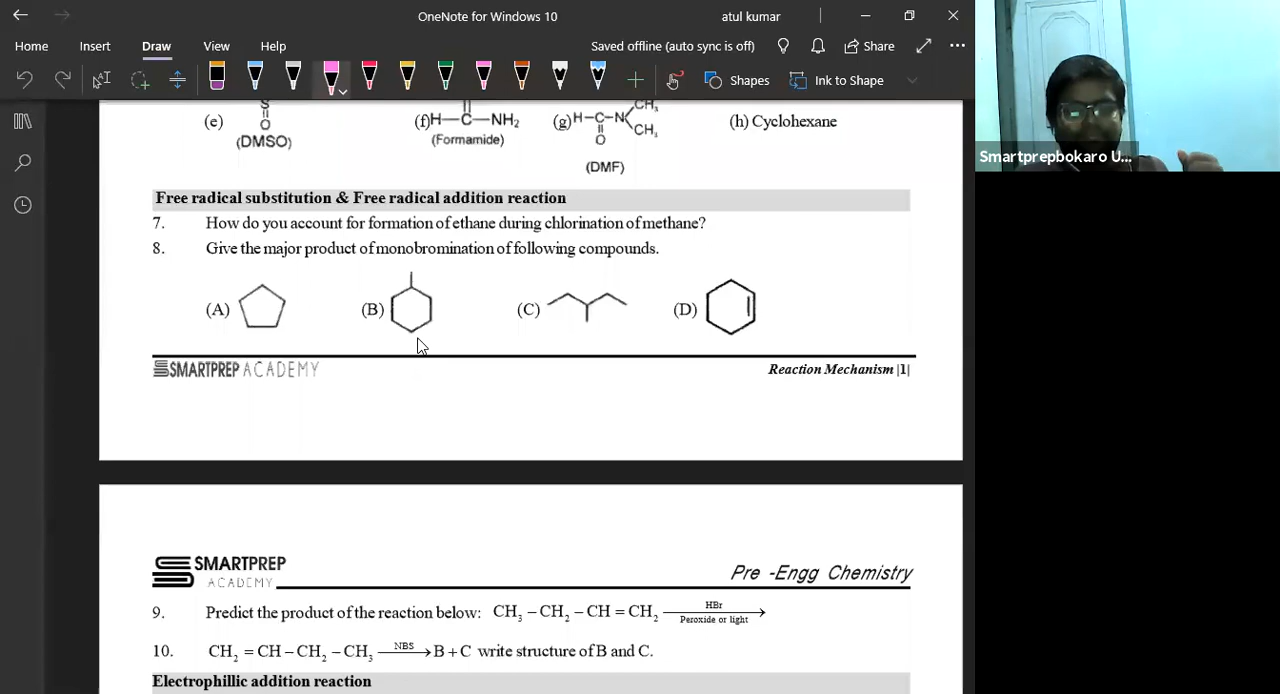 OneNote for Windows 10
atul kumar
Home Insert Draw View Help
Saved offline (auto sync is off)
Share
Shapes
Ink to Shape
Smartprepbokaro U...
(e) S O (DMSO)
(f) H—C—NH₂ (Formamide)
(g) H—C—N CH₃ CH₃ O (DMF)
(h) Cyclohexane
Free radical substitution & Free radical addition reaction
7. How do you account for formation of ethane during chlorination of methane?
8. Give the major product of monobromination of following compounds.
(A) (B) (C) (D)
SMARTPREP ACADEMY
Reaction Mechanism |1|
SMARTPREP
ACADEMY
Pre -Engg Chemistry
9. Predict the product of the reaction below: CH₃ – CH₂ – CH = CH₂ HBr Peroxide or light →
10. CH₂ = CH – CH₂ – CH₃ NBS → B + C write structure of B and C.
Electrophillic addition reaction